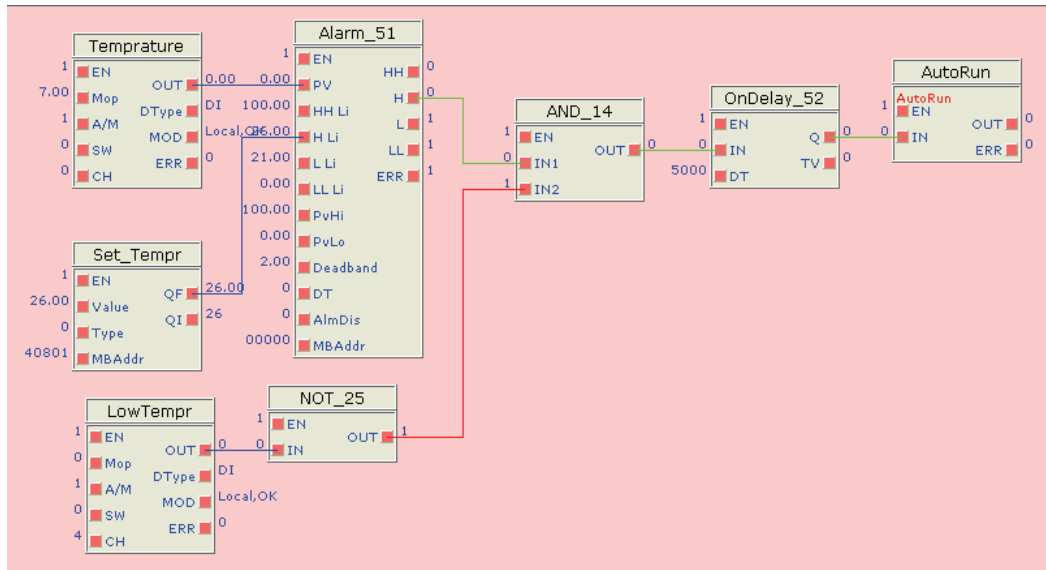 Temprature
1
EN
OUT
0.00
7.00
Mop
DType
DI
1
A/M
MOD
Local,OK
0
SW
ERR
0
0
CH
Set_Tempr
1
EN
QF
26.00
26.00
Value
QI
26
0
Type
40801
MBAddr
LowTempr
1
EN
OUT
0
0
Mop
DType
DI
1
A/M
MOD
Local,OK
0
SW
ERR
0
4
CH
Alarm_51
1
EN
HH
0
0.00
PV
H
0
100.00
HH Li
L
1
26.00
H Li
LL
1
21.00
L Li
ERR
1
0.00
LL Li
100.00
PvHi
0.00
PvLo
2.00
Deadband
0
DT
0
AlmDis
00000
MBAddr
NOT_25
1
EN
OUT
1
0
IN
AND_14
1
EN
OUT
0
0
IN1
1
IN2
OnDelay_52
1
EN
Q
0
0
IN
TV
0
5000
DT
AutoRun
AutoRun
1
EN
OUT
0
0
IN
ERR
0